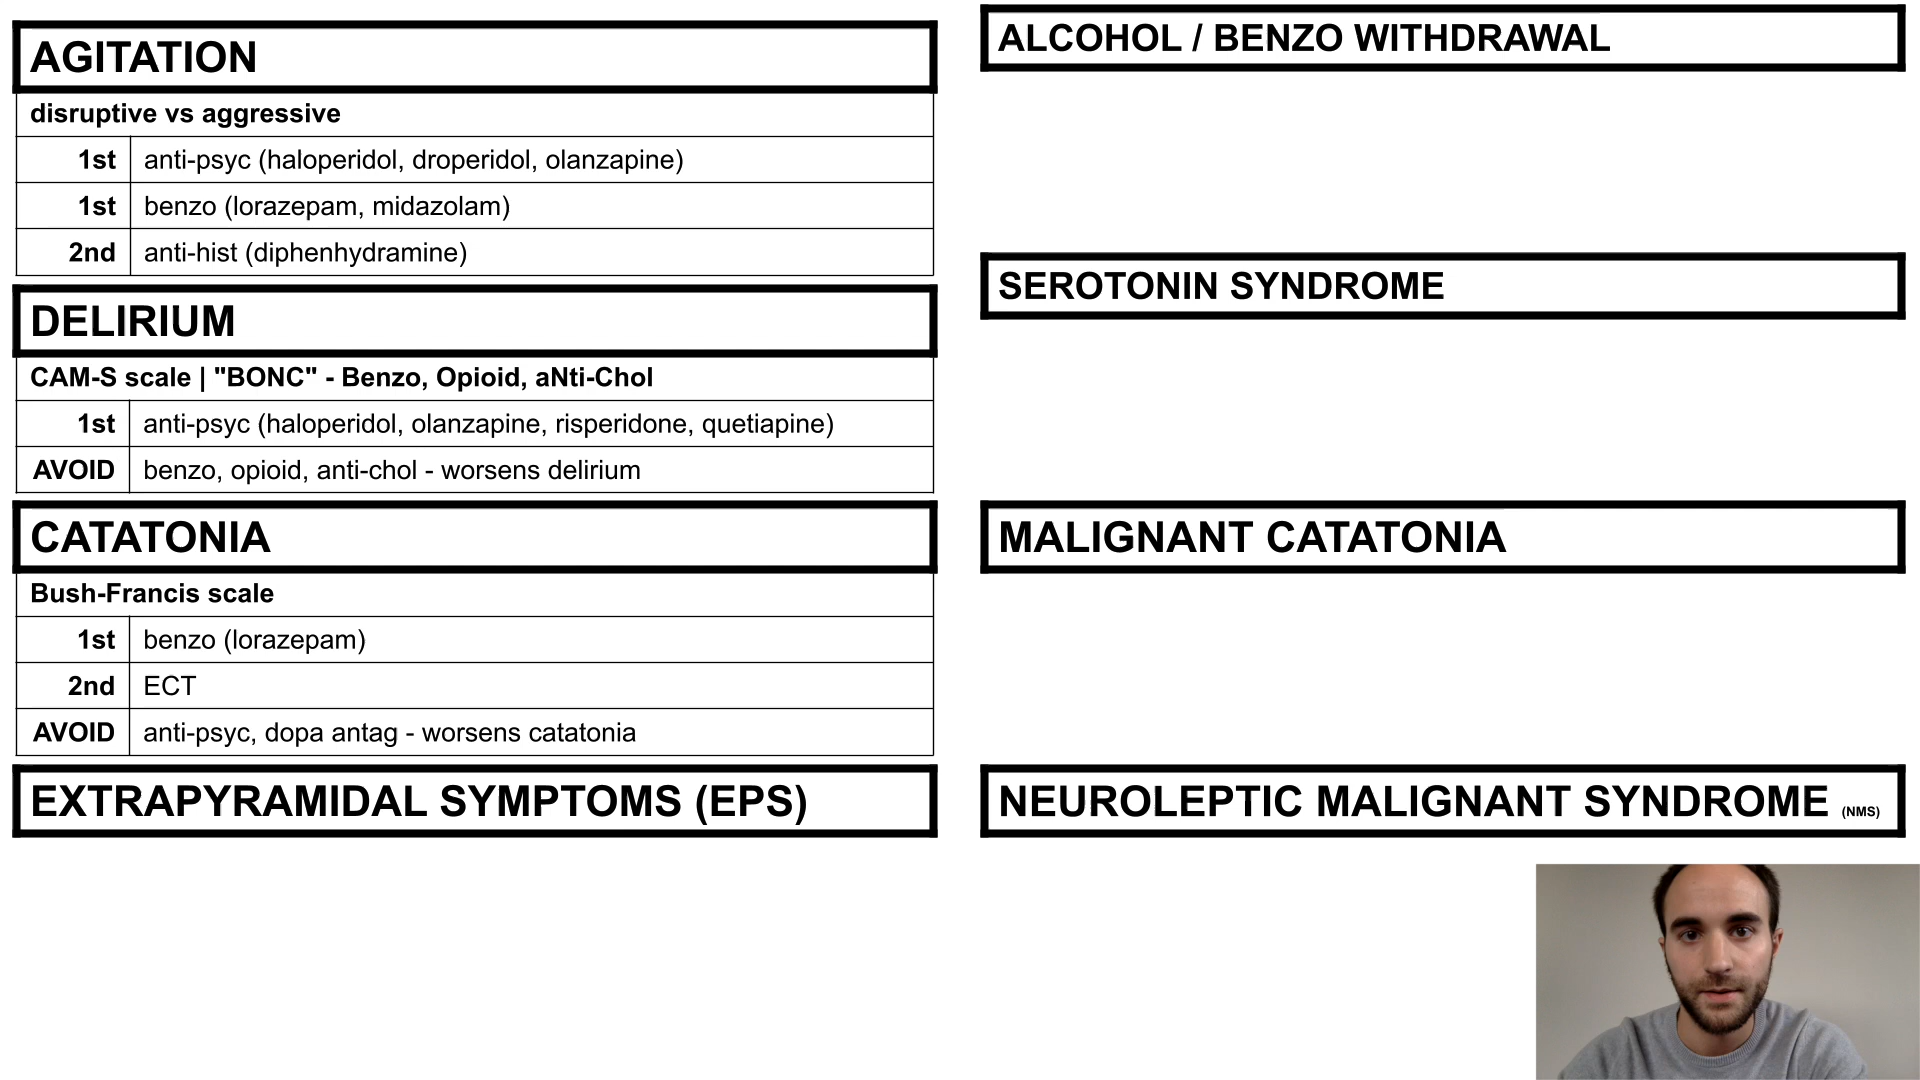 AGITATION
disruptive vs aggressive
1st anti-psyc (haloperidol, droperidol, olanzapine)
1st benzo (lorazepam, midazolam)
2nd anti-hist (diphenhydramine)
DELIRIUM
CAM-S scale | "BONC" - Benzo, Opioid, aNti-Chol
1st anti-psyc (haloperidol, olanzapine, risperidone, quetiapine)
AVOID benzo, opioid, anti-chol - worsens delirium
CATATONIA
Bush-Francis scale
1st benzo (lorazepam)
2nd ECT
AVOID anti-psyc, dopa antag - worsens catatonia
EXTRAPYRAMIDAL SYMPTOMS (EPS)
ALCOHOL / BENZO WITHDRAWAL
SEROTONIN SYNDROME
MALIGNANT CATATONIA
NEUROLEPTIC MALIGNANT SYNDROME (NMS)